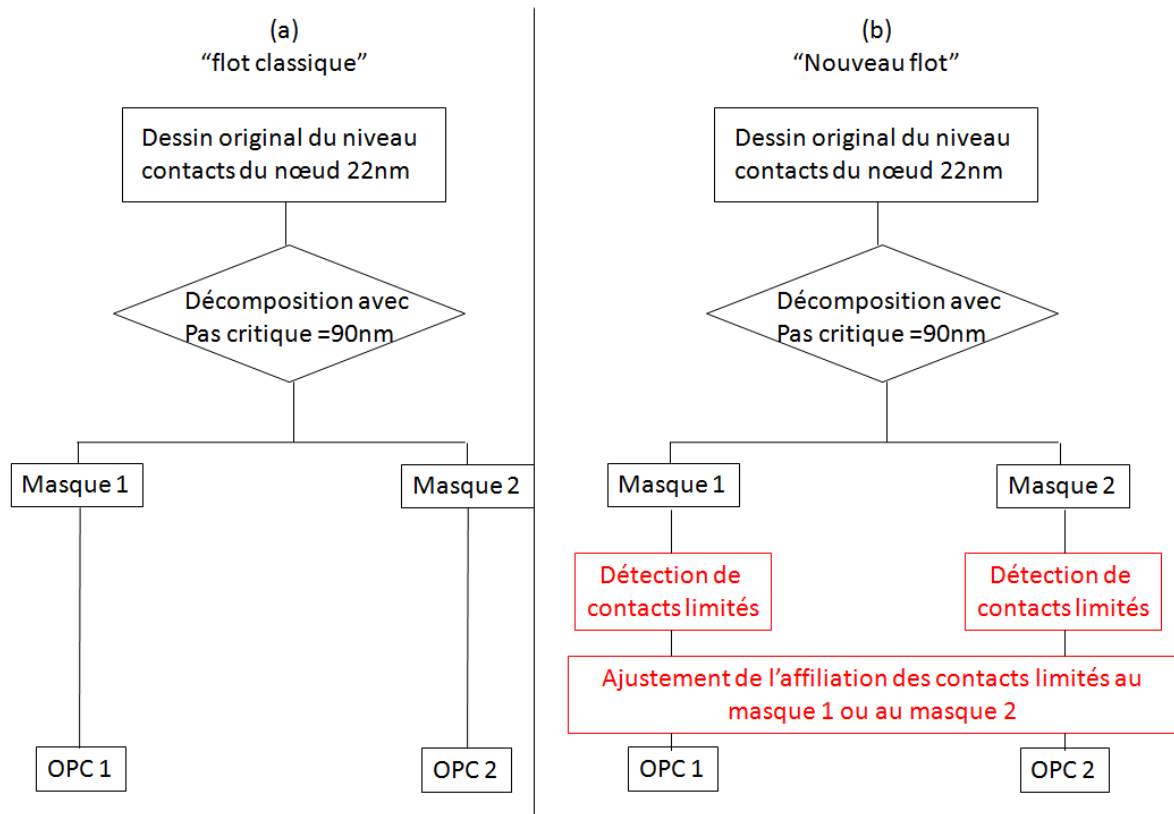 (a)
“flot classique”
Dessin original du niveau
contacts du nœud 22nm
Décomposition avec
Pas critique =90nm
Masque 1
Masque 2
OPC 1
OPC 2
(b)
“Nouveau flot”
Dessin original du niveau
contacts du nœud 22nm
Décomposition avec
Pas critique =90nm
Masque 1
Masque 2
Détection de
contacts limités
Détection de
contacts limités
Ajustement de l’affiliation des contacts limités au
masque 1 ou au masque 2
OPC 1
OPC 2